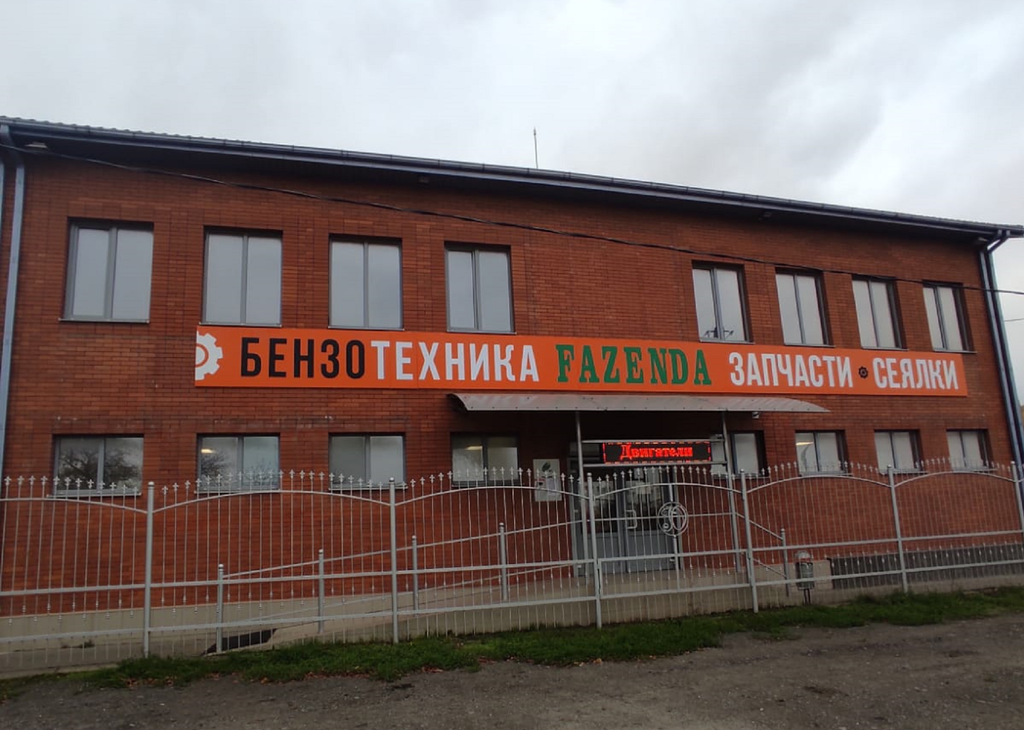 БЕНЗОТЕХНИКА FAZENDA ЗАПЧАСТИ СЕЯЛКИ
Двигатели